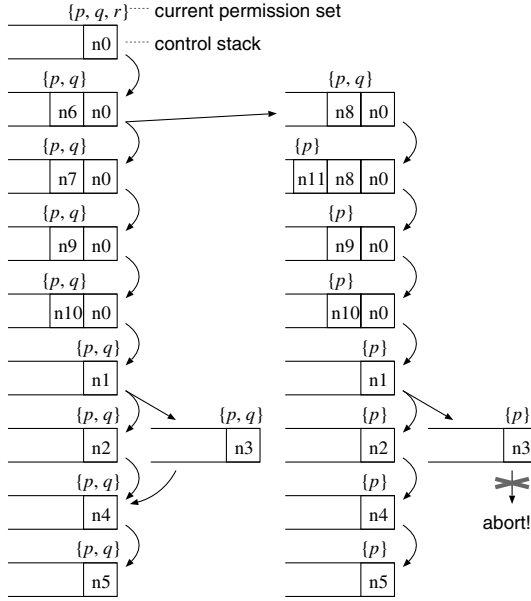 {p, q, r} current permission set
n0 control stack
{p, q} {p, q}
n6 n0 n8 n0
{p, q} {p}
n7 n0 n11 n8 n0
{p, q} {p}
n9 n0 n9 n0
{p, q} {p}
n10 n0 n10 n0
{p, q} {p}
n1 n1
{p, q} {p, q} {p} {p}
n2 n3 n2 n3
{p, q} {p}
n4 n4 abort!
{p, q} {p}
n5 n5